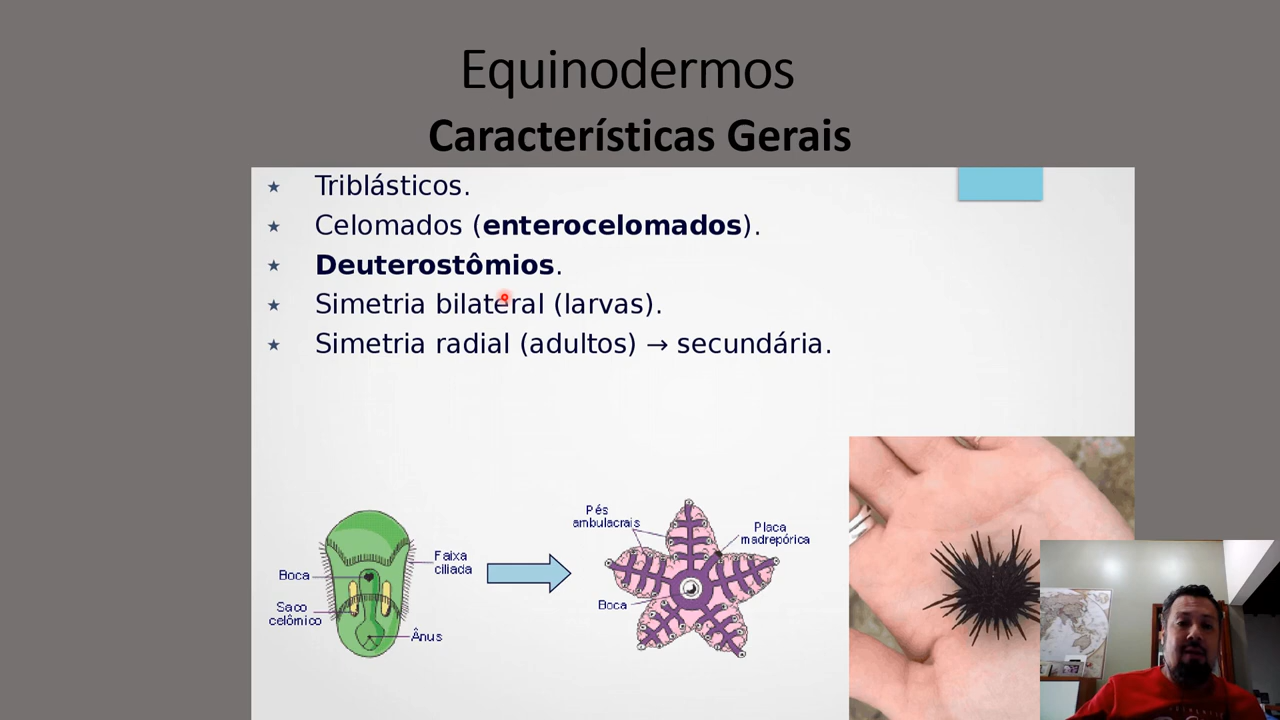 Equinodermos
Características Gerais
★ Triblásticos.
★ Celomados (enterocelomados).
★ Deuterostômios.
★ Simetria bilateral (larvas).
★ Simetria radial (adultos) → secundária.
Boca
Saco
celômico
Faixa
ciliada
Ânus
Pés
ambulacrais
Placa
madrepórica
Boca